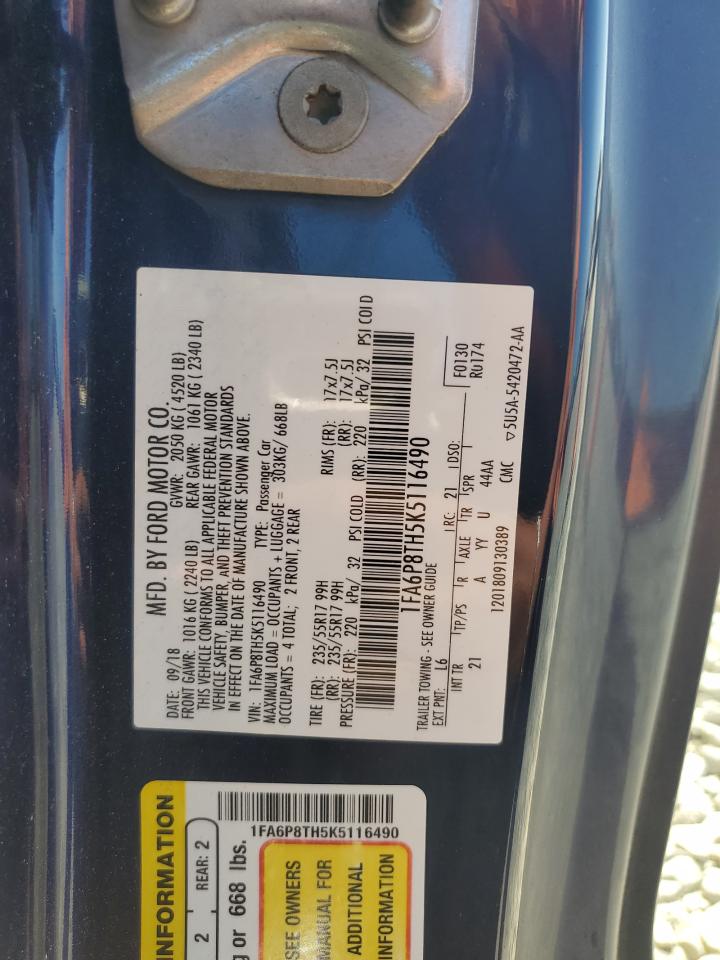 MFD. BY FORD MOTOR CO.
DATE: 09/18 GVWR: 2050 KG ( 4520 LB)
FRONT GAWR: 1016 KG ( 2240 LB) REAR GAWR: 1061 KG ( 2340 LB)
THIS VEHICLE CONFORMS TO ALL APPLICABLE FEDERAL MOTOR
VEHICLE SAFETY, BUMPER, AND THEFT PREVENTION STANDARDS
IN EFFECT ON THE DATE OF MANUFACTURE SHOWN ABOVE.
VIN: 1FA6P8TH5K5116490 TYPE: Passenger Car
MAXIMUM LOAD = OCCUPANTS + LUGGAGE = 303KG/ 668LB
OCCUPANTS = 4 TOTAL; 2 FRONT, 2 REAR
TIRE (FR): 235/55R17 99H RIMS (FR): 17x7.5J
(RR): 235/55R17 99H (RR): 17x7.5J
PRESSURE (FR): 220 kPa/ 32 PSI COLD (RR): 220 kPa/ 32 PSI COLD
1FA6P8TH5K5116490
TRAILER TOWING - SEE OWNER GUIDE
EXT PNT: L6 RC: 21 DSO: F0130
RU174
INT TR TP/PS R AXLE TR SPR
21 A YY U 44AA
1201809130389 CMC ▽5U5A-5420472-AA
INFORMATION
2 REAR: 2
g or 668 lbs.
1FA6P8TH5K5116490
SEE OWNERS
MANUAL FOR
ADDITIONAL
INFORMATION